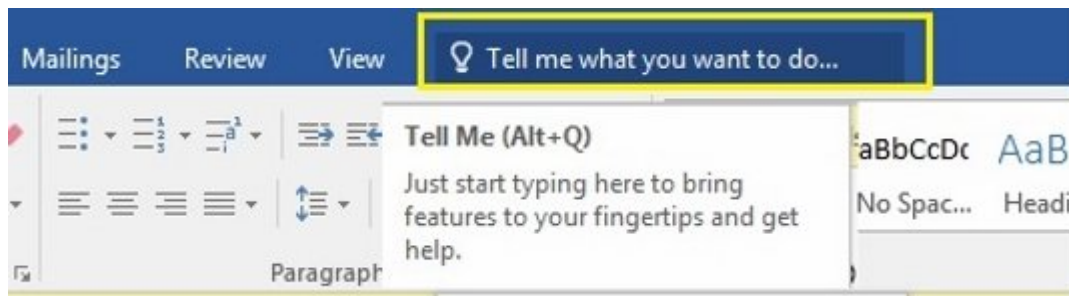 Mailings Review View Tell me what you want to do...
Tell Me (Alt+Q)
Just start typing here to bring
features to your fingertips and get
help.
aBbCcDc AaB
No Spac... Headi
Paragraph